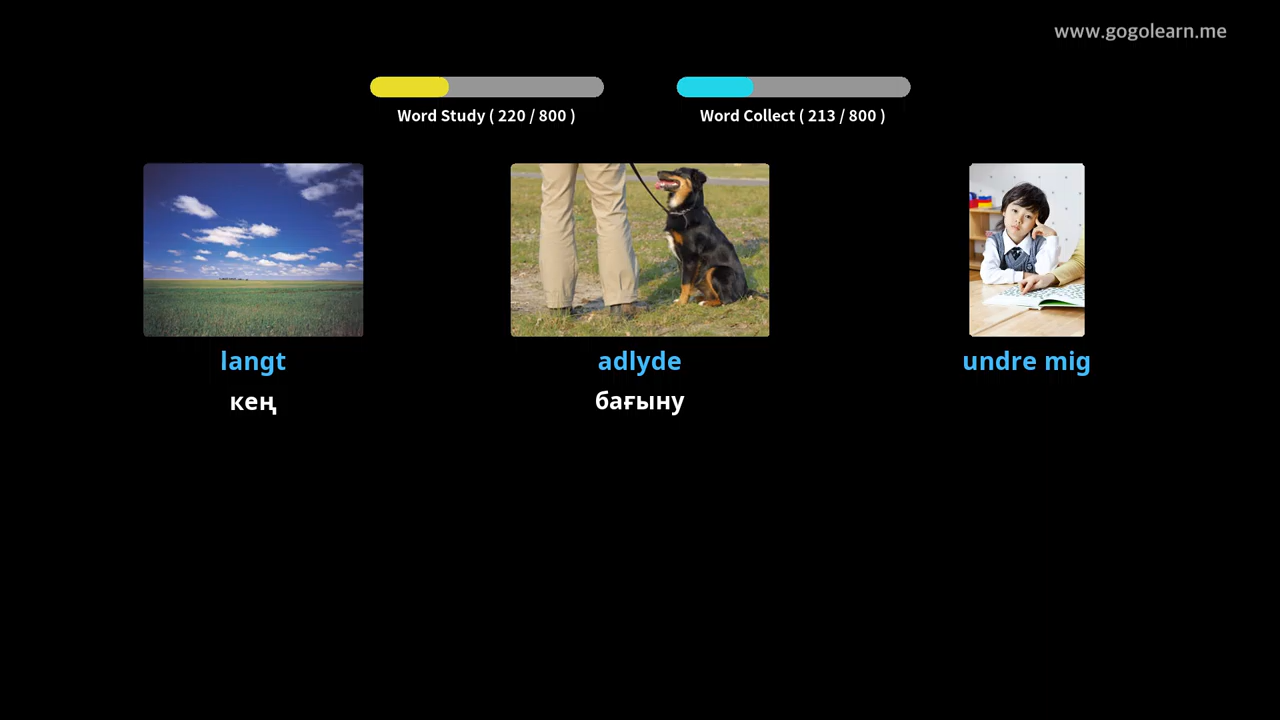 www.gogolearn.me
Word Study ( 220 / 800 )
Word Collect ( 213 / 800 )
langt
adlyde
undre mig
кең
бағыну